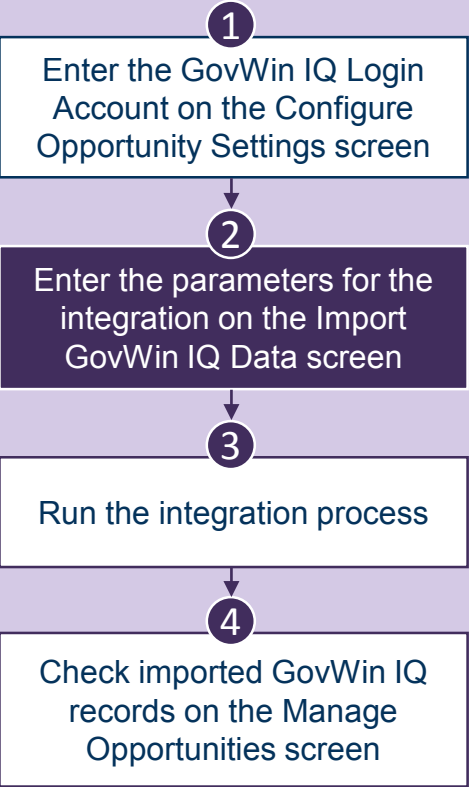 1
Enter the GovWin IQ Login
Account on the Configure
Opportunity Settings screen
2
Enter the parameters for the
integration on the Import
GovWin IQ Data screen
3
Run the integration process
4
Check imported GovWin IQ
records on the Manage
Opportunities screen